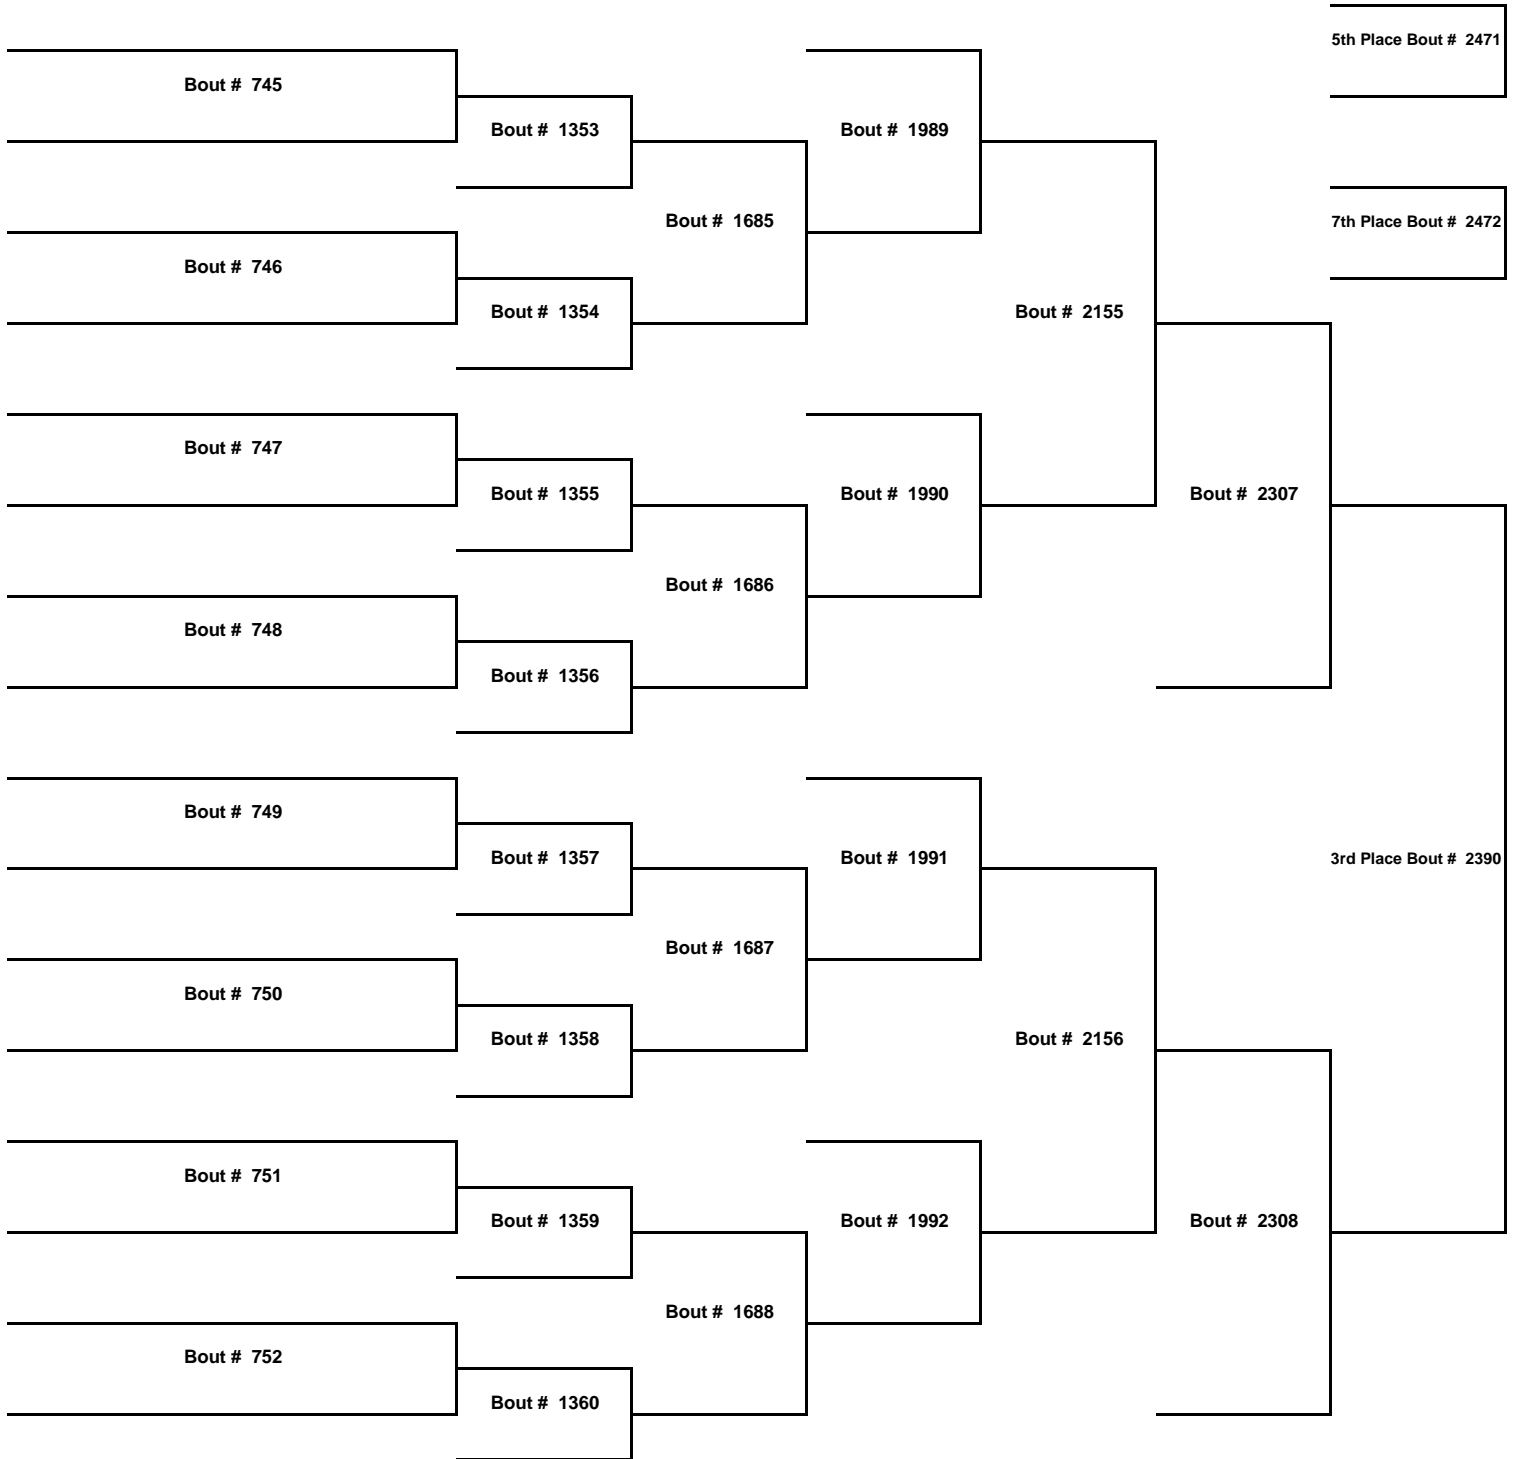 5th Place Bout # 2471
Bout # 745
Bout # 1353
Bout # 1989
Bout # 1685
7th Place Bout # 2472
Bout # 746
Bout # 1354
Bout # 2155
Bout # 747
Bout # 1355
Bout # 1990
Bout # 2307
Bout # 1686
Bout # 748
Bout # 1356
Bout # 749
Bout # 1357
Bout # 1991
3rd Place Bout # 2390
Bout # 1687
Bout # 750
Bout # 1358
Bout # 2156
Bout # 751
Bout # 1359
Bout # 1992
Bout # 2308
Bout # 1688
Bout # 752
Bout # 1360